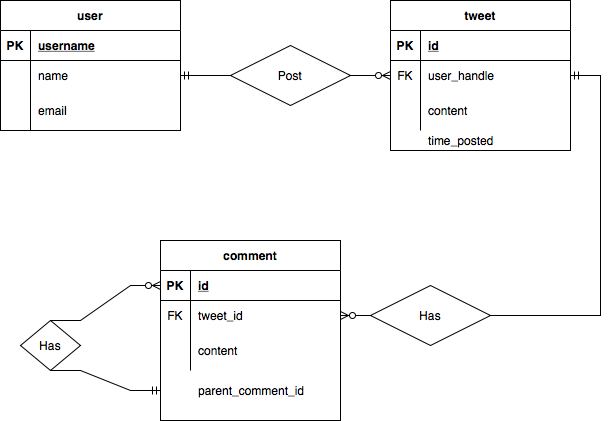 user
PK username
name
email
Post
tweet
PK id
FK user_handle
content
time_posted
comment
PK id
FK tweet_id
content
parent_comment_id
Has
Has